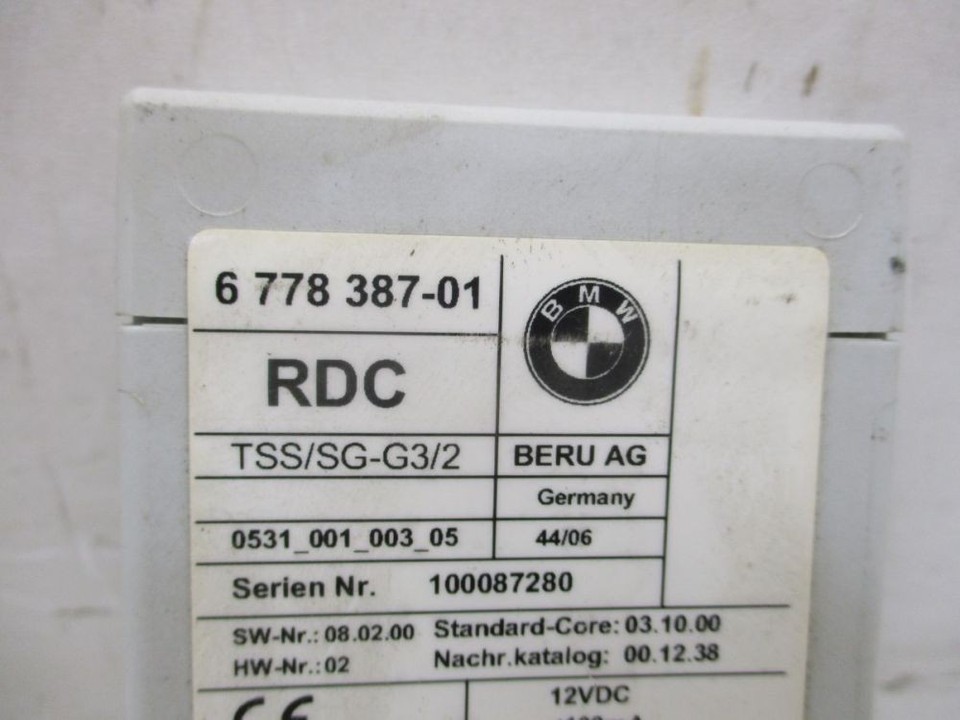 6 778 387-01
BMW
RDC
TSS/SG-G3/2
BERU AG
Germany
0531_001_003_05
44/06
Serien Nr. 100087280
SW-Nr.: 08.02.00 Standard-Core: 03.10.00
HW-Nr.: 02 Nachr.katalog: 00.12.38
CE
12VDC